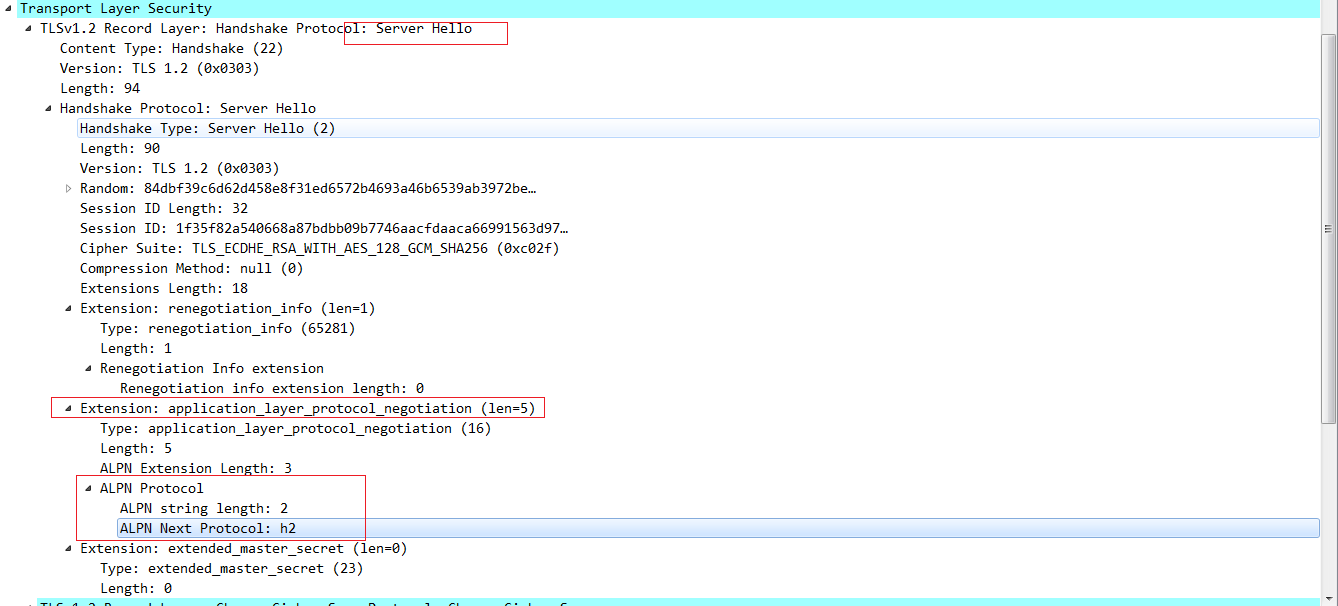 Transport Layer Security
TLSv1.2 Record Layer: Handshake Protocol: Server Hello
Content Type: Handshake (22)
Version: TLS 1.2 (0x0303)
Length: 94
Handshake Protocol: Server Hello
Handshake Type: Server Hello (2)
Length: 90
Version: TLS 1.2 (0x0303)
Random: 84dbf39c6d62d458e8f31ed6572b4693a46b6539ab3972be…
Session ID Length: 32
Session ID: 1f35f82a540668a87bdbb09b7746aacfdaaca66991563d97…
Cipher Suite: TLS_ECDHE_RSA_WITH_AES_128_GCM_SHA256 (0xc02f)
Compression Method: null (0)
Extensions Length: 18
Extension: renegotiation_info (len=1)
Type: renegotiation_info (65281)
Length: 1
Renegotiation Info extension
Renegotiation info extension length: 0
Extension: application_layer_protocol_negotiation (len=5)
Type: application_layer_protocol_negotiation (16)
Length: 5
ALPN Extension Length: 3
ALPN Protocol
ALPN string length: 2
ALPN Next Protocol: h2
Extension: extended_master_secret (len=0)
Type: extended_master_secret (23)
Length: 0